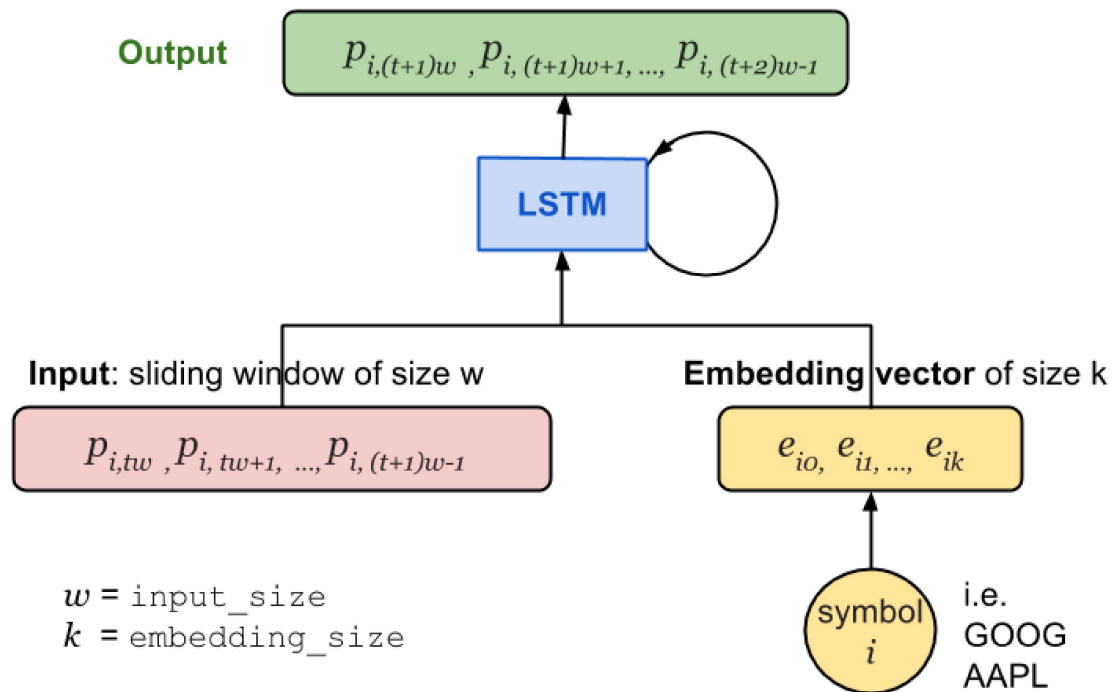 Output
p_{i,(t+1)w} , p_{i, (t+1)w+1}, ..., p_{i, (t+2)w-1}
LSTM
Input: sliding window of size w
Embedding vector of size k
p_{i,tw} , p_{i, tw+1, } ..., p_{i, (t+1)w-1}
e_{i0}, e_{i1}, ..., e_{ik}
w = input_size
k = embedding_size
symbol
i
i.e.
GOOG
AAPL